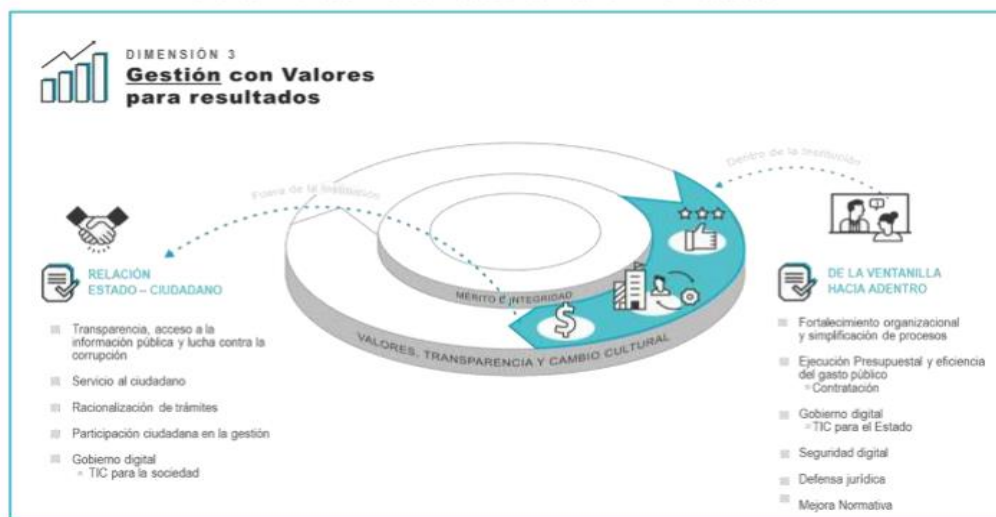 DIMENSIÓN 3
Gestión con Valores
para resultados
Fuera de la Institución
Dentro de la Institución
MÉRITO E INTEGRIDAD
VALORES, TRANSPARENCIA Y CAMBIO CULTURAL
$
RELACIÓN
ESTADO – CIUDADANO
Transparencia, acceso a la
información pública y lucha contra la
corrupción
Servicio al ciudadano
Racionalización de trámites
Participación ciudadana en la gestión
Gobierno digital
TIC para la sociedad
DE LA VENTANILLA
HACIA ADENTRO
Fortalecimiento organizacional
y simplificación de procesos
Ejecución Presupuestal y eficiencia
del gasto público
Contratación
Gobierno digital
TIC para el Estado
Seguridad digital
Defensa jurídica
Mejora Normativa